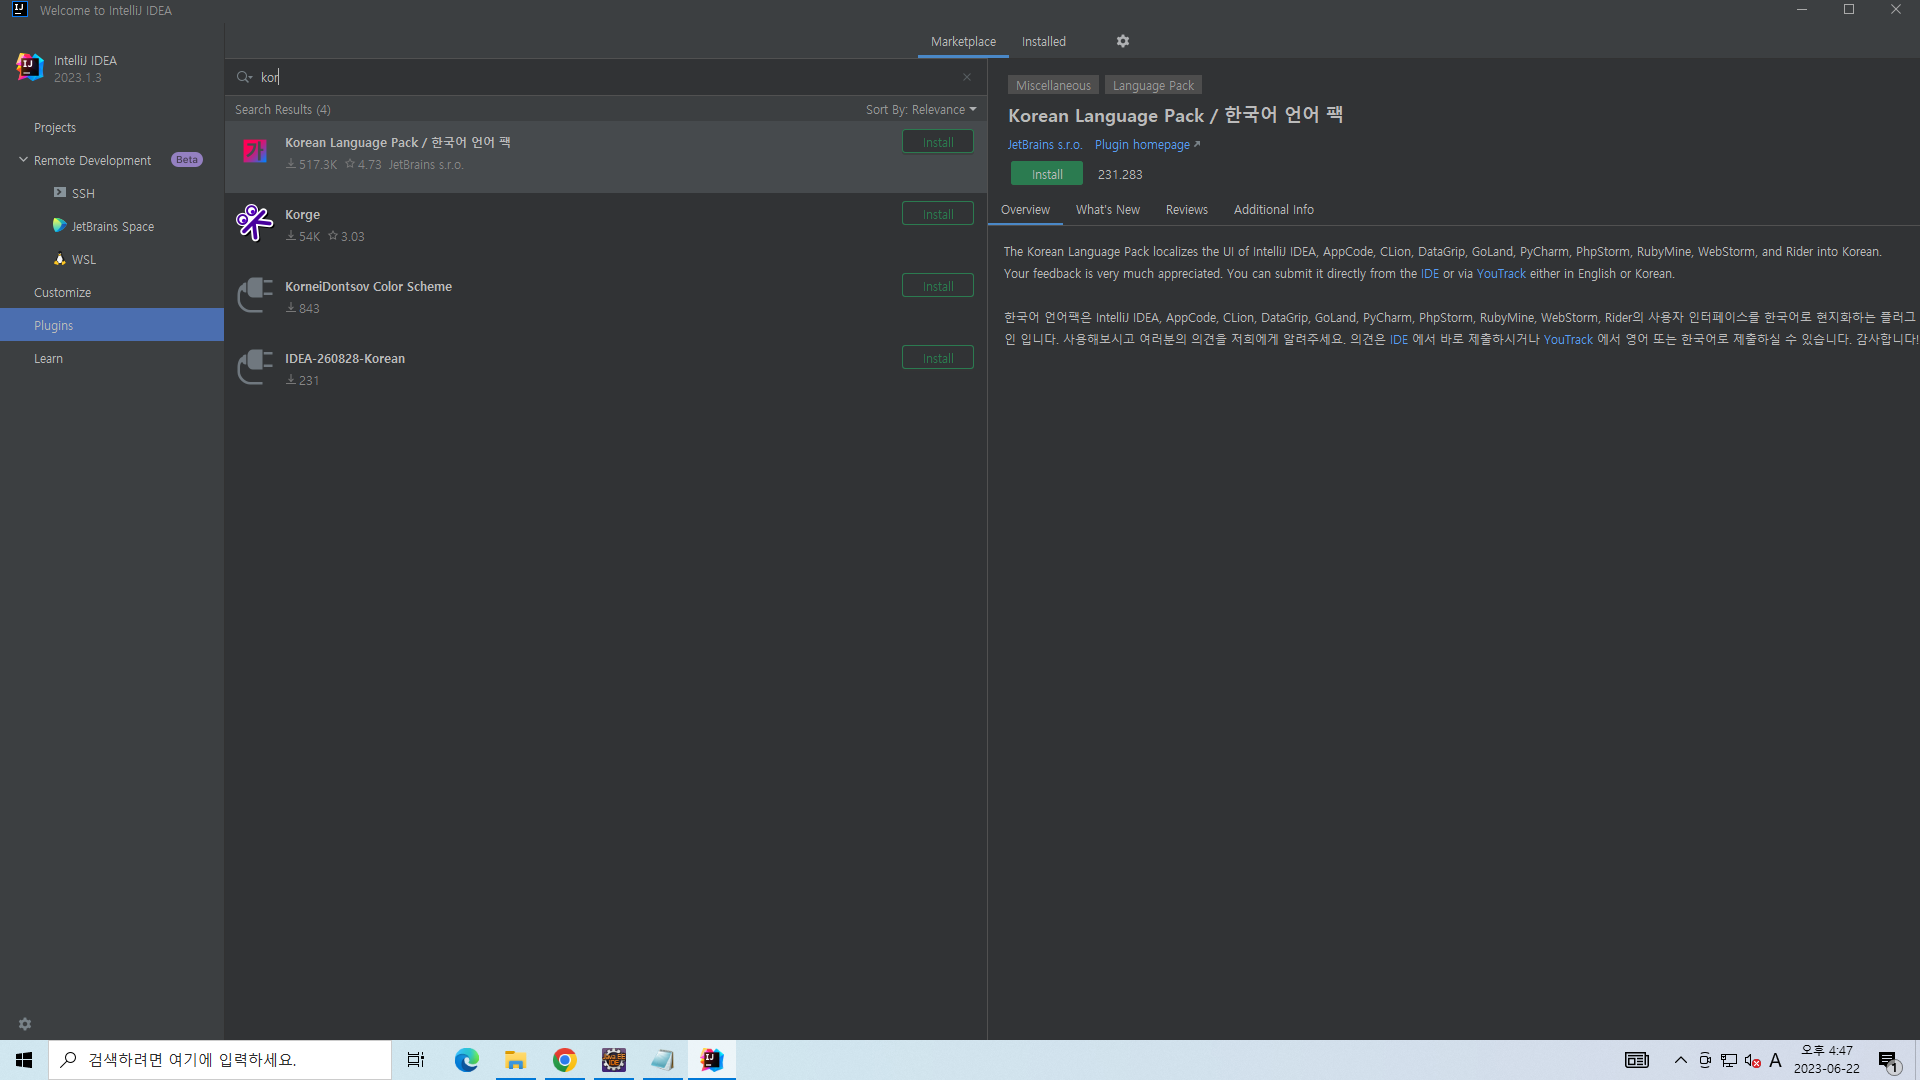 Welcome to IntelliJ IDEA
IntelliJ IDEA
2023.1.3
Projects
Remote Development Beta
SSH
JetBrains Space
WSL
Customize
Plugins
Learn
Marketplace Installed
kor
Search Results (4) Sort By: Relevance
Korean Language Pack / 한국어 언어 팩 Install
517.3K 4.73 JetBrains s.r.o.
Korge Install
54K 3.03
KorneiDontsov Color Scheme Install
843
IDEA-260828-Korean Install
231
Miscellaneous Language Pack
Korean Language Pack / 한국어 언어 팩
JetBrains s.r.o. Plugin homepage
Install 231.283
Overview What's New Reviews Additional Info
The Korean Language Pack localizes the UI of IntelliJ IDEA, AppCode, CLion, DataGrip, GoLand, PyCharm, PhpStorm, RubyMine, WebStorm, and Rider into Korean.
Your feedback is very much appreciated. You can submit it directly from the IDE or via YouTrack either in English or Korean.
한국어 언어팩은 IntelliJ IDEA, AppCode, CLion, DataGrip, GoLand, PyCharm, PhpStorm, RubyMine, WebStorm, Rider의 사용자 인터페이스를 한국어로 현지화하는 플러그
인 입니다. 사용해보시고 여러분의 의견을 저희에게 알려주세요. 의견은 IDE 에서 바로 제출하시거나 YouTrack 에서 영어 또는 한국어로 제출하실 수 있습니다. 감사합니다!
검색하려면 여기에 입력하세요.
A
오후 4:47
2023-06-22
1